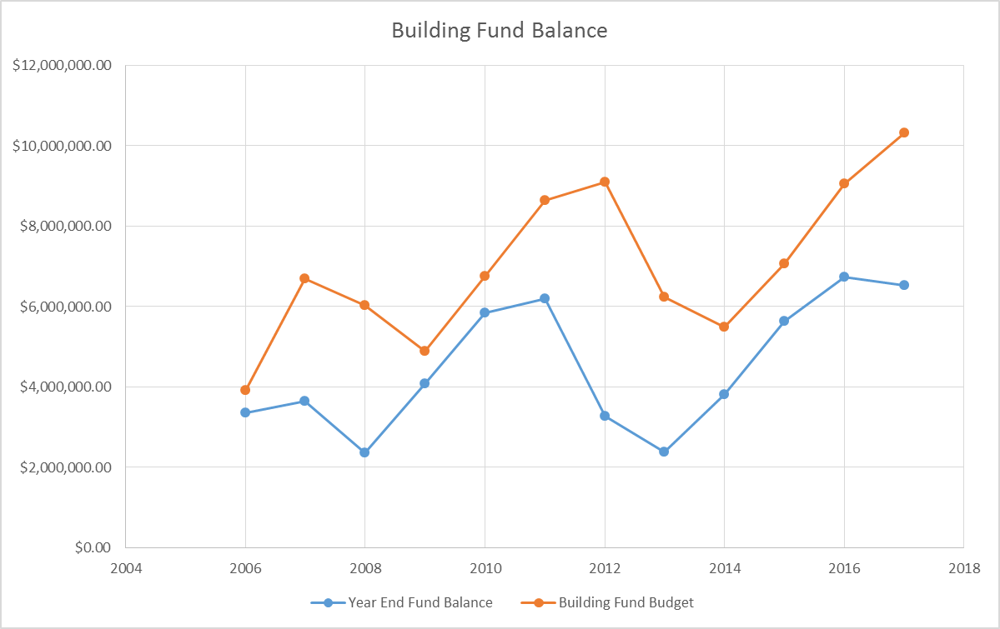 Building Fund Balance
$12,000,000.00
$10,000,000.00
$8,000,000.00
$6,000,000.00
$4,000,000.00
$2,000,000.00
$0.00
2004 2006 2008 2010 2012 2014 2016 2018
Year End Fund Balance Building Fund Budget